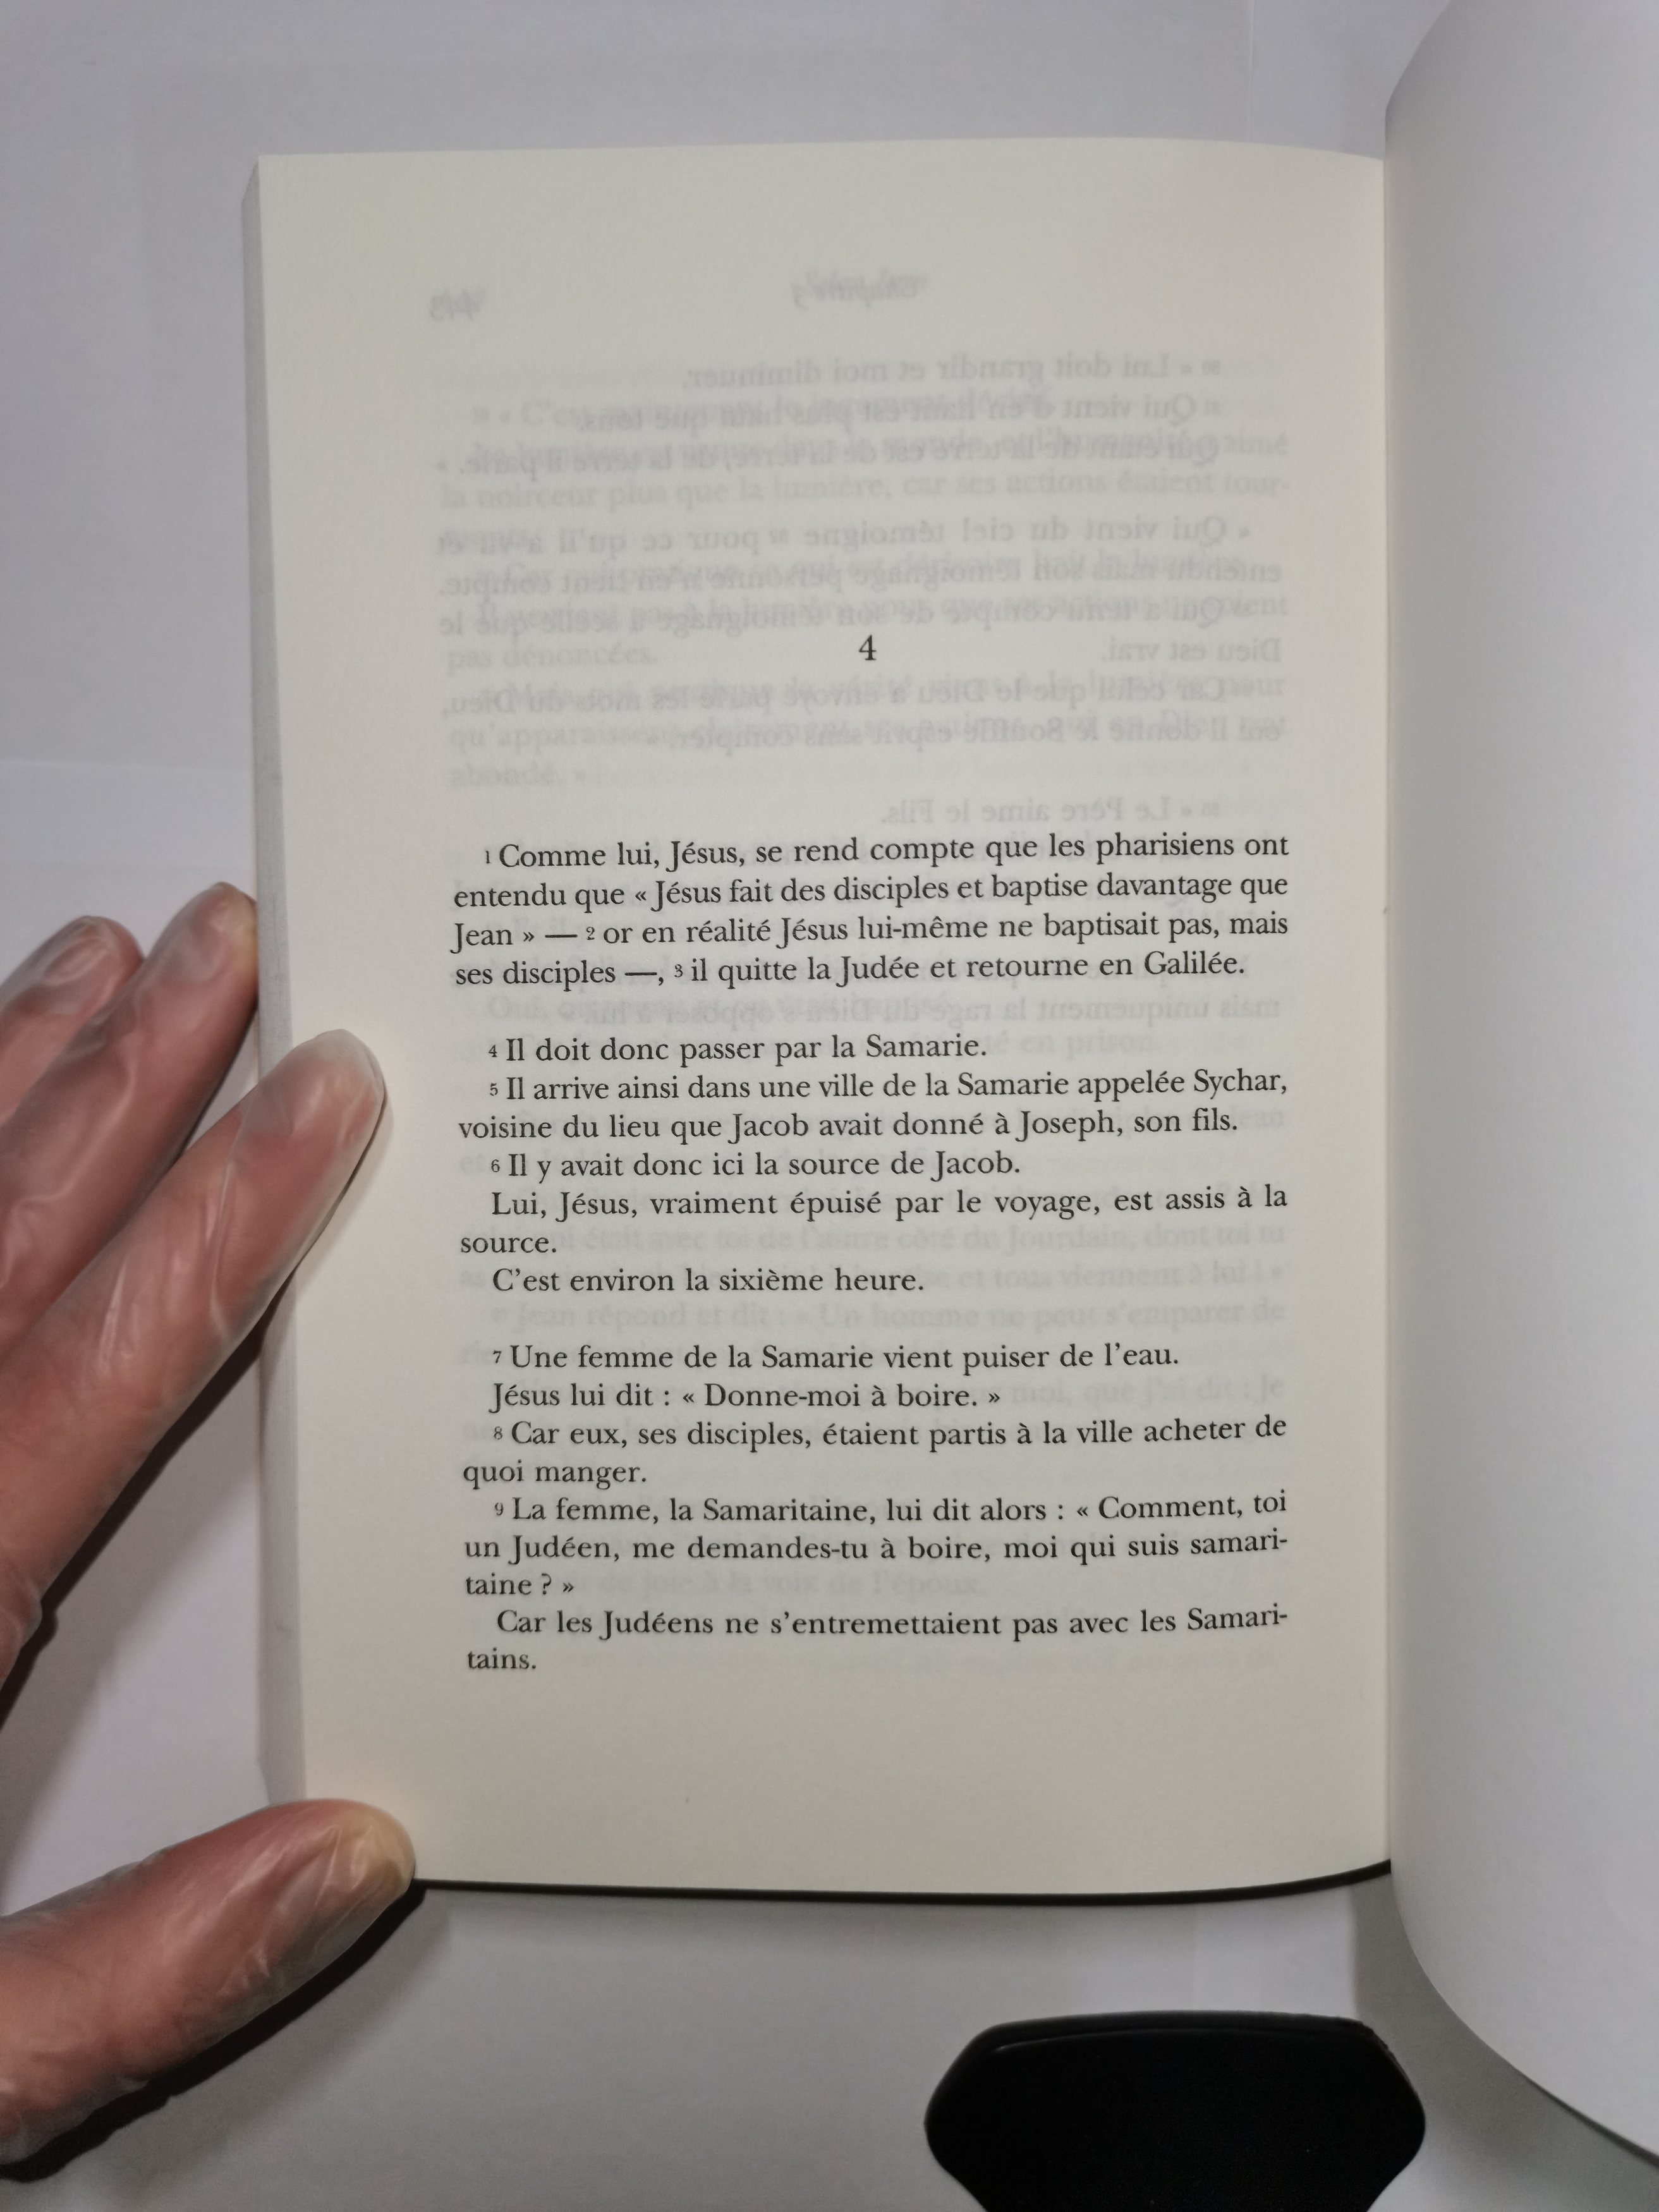 4
1 Comme lui, Jésus, se rend compte que les pharisiens ont
entendu que « Jésus fait des disciples et baptise davantage que
Jean » — 2 or en réalité Jésus lui-même ne baptisait pas, mais
ses disciples —, 3 il quitte la Judée et retourne en Galilée.
4 Il doit donc passer par la Samarie.
5 Il arrive ainsi dans une ville de la Samarie appelée Sychar,
voisine du lieu que Jacob avait donné à Joseph, son fils.
6 Il y avait donc ici la source de Jacob.
Lui, Jésus, vraiment épuisé par le voyage, est assis à la
source.
C’est environ la sixième heure.
7 Une femme de la Samarie vient puiser de l’eau.
Jésus lui dit : « Donne-moi à boire. »
8 Car eux, ses disciples, étaient partis à la ville acheter de
quoi manger.
9 La femme, la Samaritaine, lui dit alors : « Comment, toi
un Judéen, me demandes-tu à boire, moi qui suis samari-
taine ? »
Car les Judéens ne s’entremettaient pas avec les Samari-
tains.